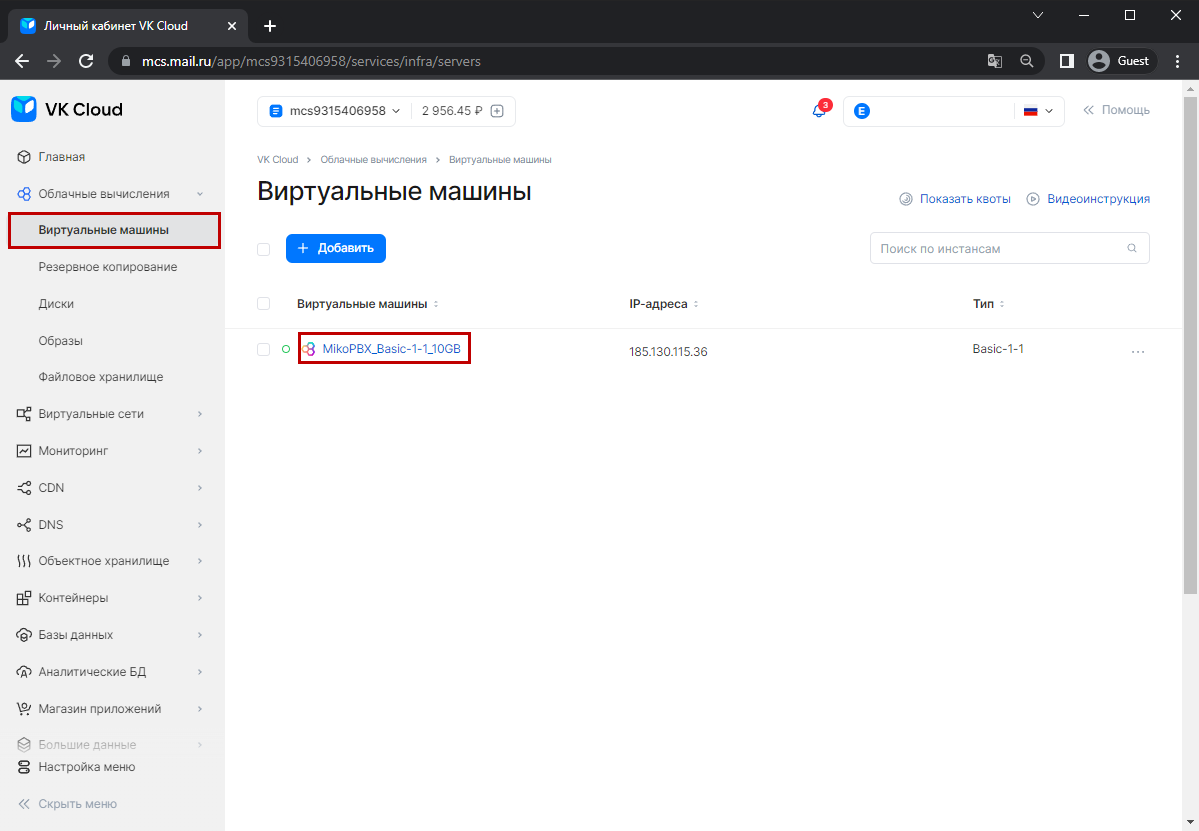 Личный кабинет VK Cloud
mcs.mail.ru/app/mcs9315406958/services/infra/servers
Guest
VK Cloud
Главная
Облачные вычисления
Виртуальные машины
Резервное копирование
Диски
Образы
Файловое хранилище
Виртуальные сети
Мониторинг
CDN
DNS
Объектное хранилище
Контейнеры
Базы данных
Аналитические БД
Магазин приложений
Большие данные
Настройка меню
Скрыть меню
mcs9315406958 2 956.45 ₽
3
E
Помощь
VK Cloud > Облачные вычисления > Виртуальные машины
Виртуальные машины
Показать квоты Видеоинструкция
+ Добавить
Поиск по инстансам
Виртуальные машины IP-адреса Тип
MikoPBX_Basic-1-1_10GB 185.130.115.36 Basic-1-1 ...